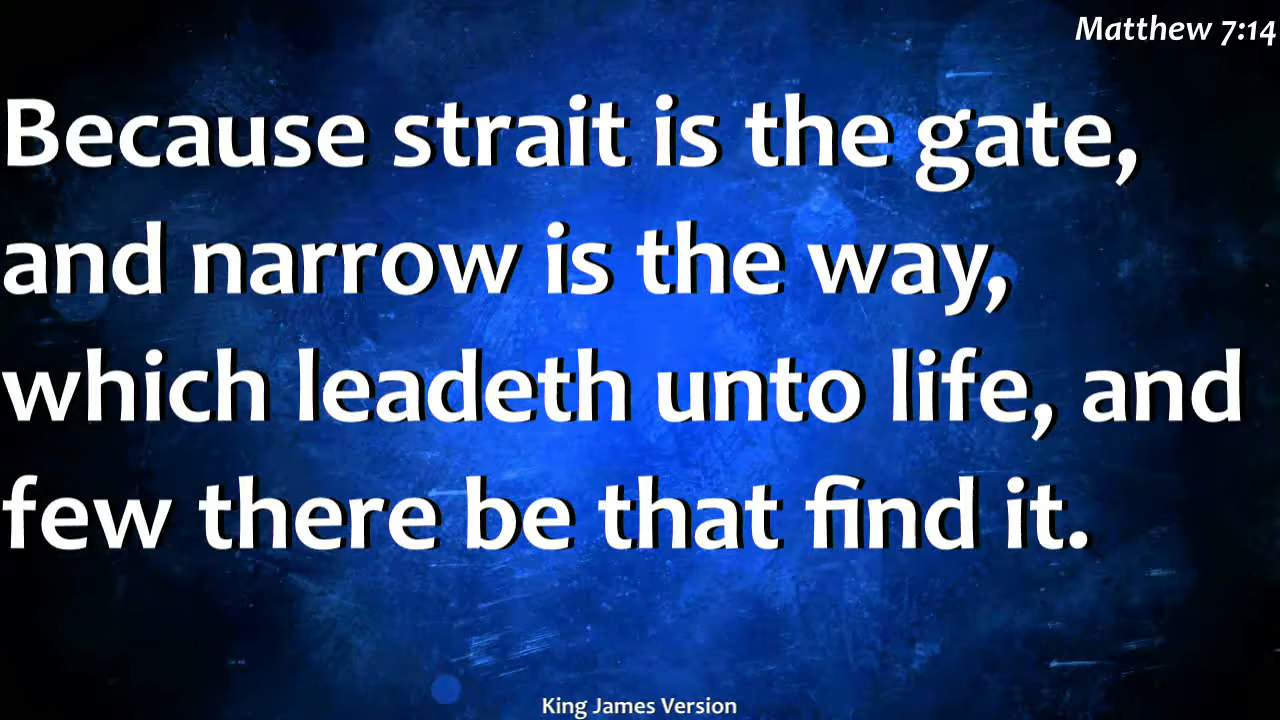 Matthew 7:14
Because strait is the gate,
and narrow is the way,
which leadeth unto life, and
few there be that find it.
King James Version